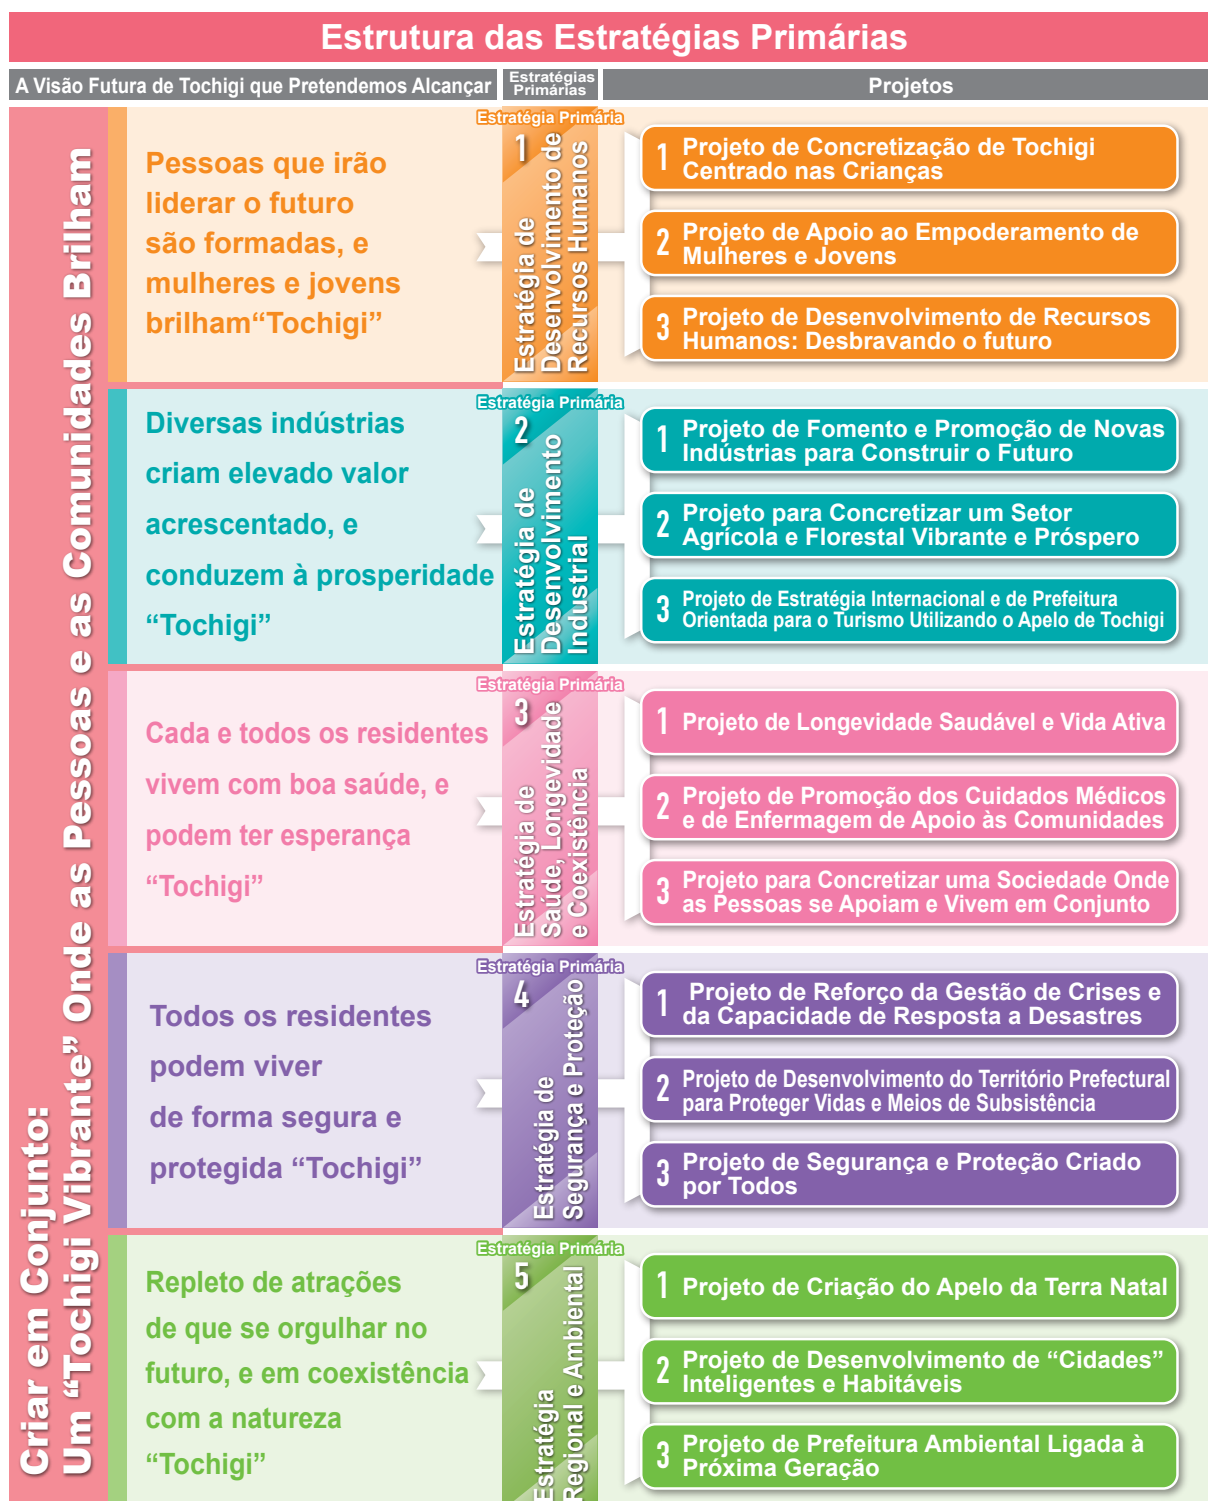 Estrutura das Estratégias Primárias
A Visão Futura de Tochigi que Pretendemos Alcançar
Estratégias
Primárias
Projetos
Criar em Conjunto:
Um “Tochigi Vibrante” Onde as Pessoas e as Comunidades Brilham
Pessoas que irão
liderar o futuro
são formadas, e
mulheres e jovens
brilham“Tochigi”
Estratégia Primária
1
Estratégia de
Desenvolvimento de
Recursos Humanos
1 Projeto de Concretização de Tochigi
Centrado nas Crianças
2 Projeto de Apoio ao Empoderamento de
Mulheres e Jovens
3 Projeto de Desenvolvimento de Recursos
Humanos: Desbravando o futuro
Diversas indústrias
criam elevado valor
acrescentado, e
conduzem à prosperidade
“Tochigi”
Estratégia Primária
2
Estratégia de
Desenvolvimento
Industrial
1 Projeto de Fomento e Promoção de Novas
Indústrias para Construir o Futuro
2 Projeto para Concretizar um Setor
Agrícola e Florestal Vibrante e Próspero
3 Projeto de Estratégia Internacional e de Prefeitura
Orientada para o Turismo Utilizando o Apelo de Tochigi
Cada e todos os residentes
vivem com boa saúde, e
podem ter esperança
“Tochigi”
Estratégia Primária
3
Estratégia de
Saúde, Longevidade
e Coexistência
1 Projeto de Longevidade Saudável e Vida Ativa
2 Projeto de Promoção dos Cuidados Médicos
e de Enfermagem de Apoio às Comunidades
3 Projeto para Concretizar uma Sociedade Onde
as Pessoas se Apoiam e Vivem em Conjunto
Todos os residentes
podem viver
de forma segura e
protegida “Tochigi”
Estratégia Primária
4
Estratégia de
Segurança e Proteção
1 Projeto de Reforço da Gestão de Crises e
da Capacidade de Resposta a Desastres
2 Projeto de Desenvolvimento do Território Prefectural
para Proteger Vidas e Meios de Subsistência
3 Projeto de Segurança e Proteção Criado
por Todos
Repleto de atrações
de que se orgulhar no
futuro, e em coexistência
com a natureza
“Tochigi”
Estratégia Primária
5
Estratégia
Regional e Ambiental
1 Projeto de Criação do Apelo da Terra Natal
2 Projeto de Desenvolvimento de “Cidades”
Inteligentes e Habitáveis
3 Projeto de Prefeitura Ambiental Ligada à
Próxima Geração